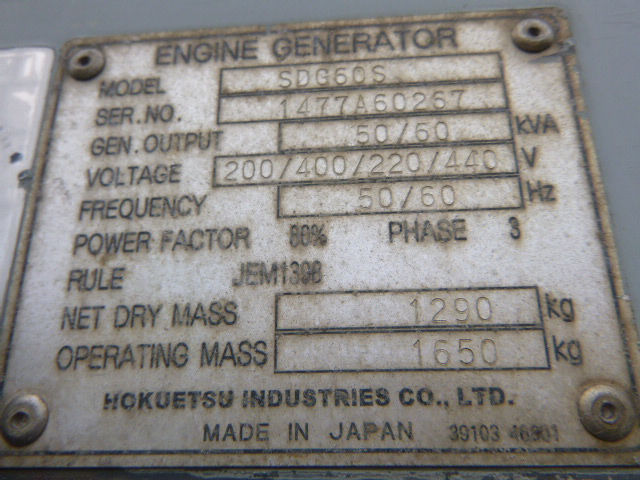 ENGINE GENERATOR
MODEL SDG60S
SER.NO. 1477A60267
GEN.OUTPUT 50/60 KVA
VOLTAGE 200/400/220/440 V
FREQUENCY 50/60 Hz
POWER FACTOR 80% PHASE 3
RULE
NET DRY MASS 1290 kg
OPERATING MASS 1650 kg
HOKUETSU INDUSTRIES CO., LTD.
MADE IN JAPAN 39103